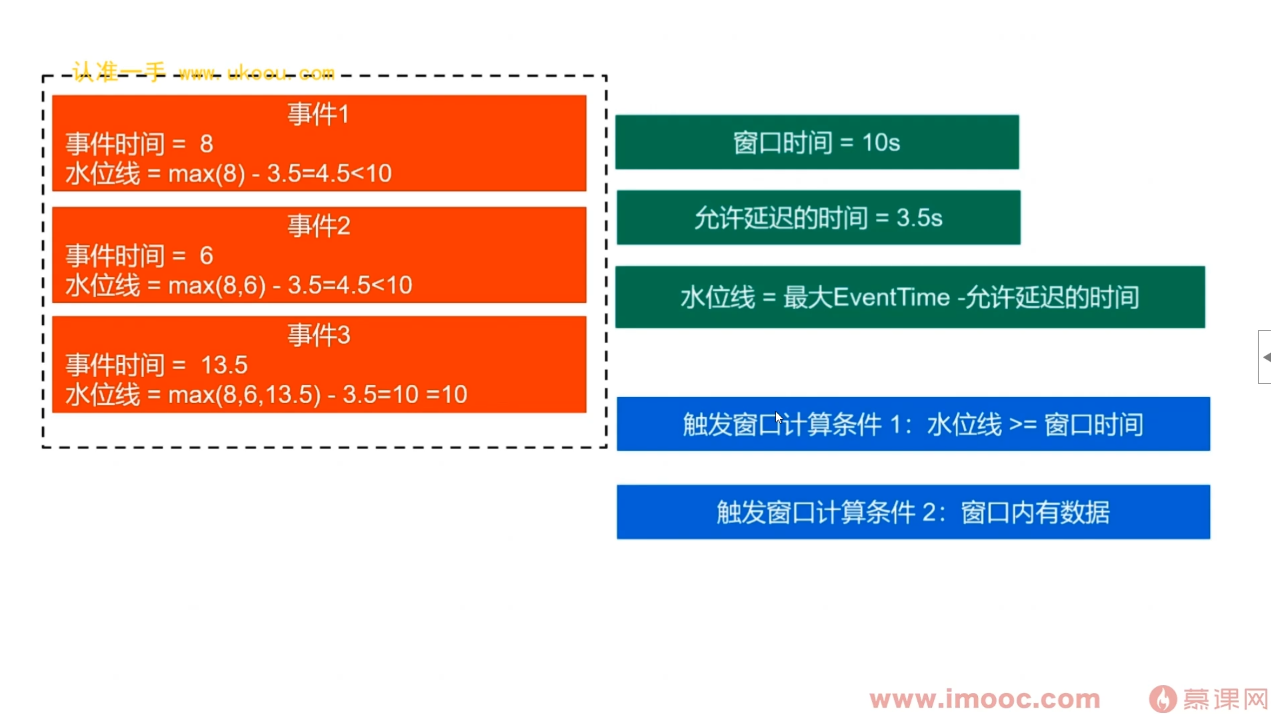 认准一手 www.ukoou.com
事件1
事件时间 = 8
水位线 = max(8) - 3.5=4.5<10
事件2
事件时间 = 6
水位线 = max(8,6) - 3.5=4.5<10
事件3
事件时间 = 13.5
水位线 = max(8,6,13.5) - 3.5=10 =10
窗口时间 = 10s
允许延迟的时间 = 3.5s
水位线 = 最大EventTime -允许延迟的时间
触发窗口计算条件 1：水位线 >= 窗口时间
触发窗口计算条件 2：窗口内有数据
www.imooc.com
慕课网